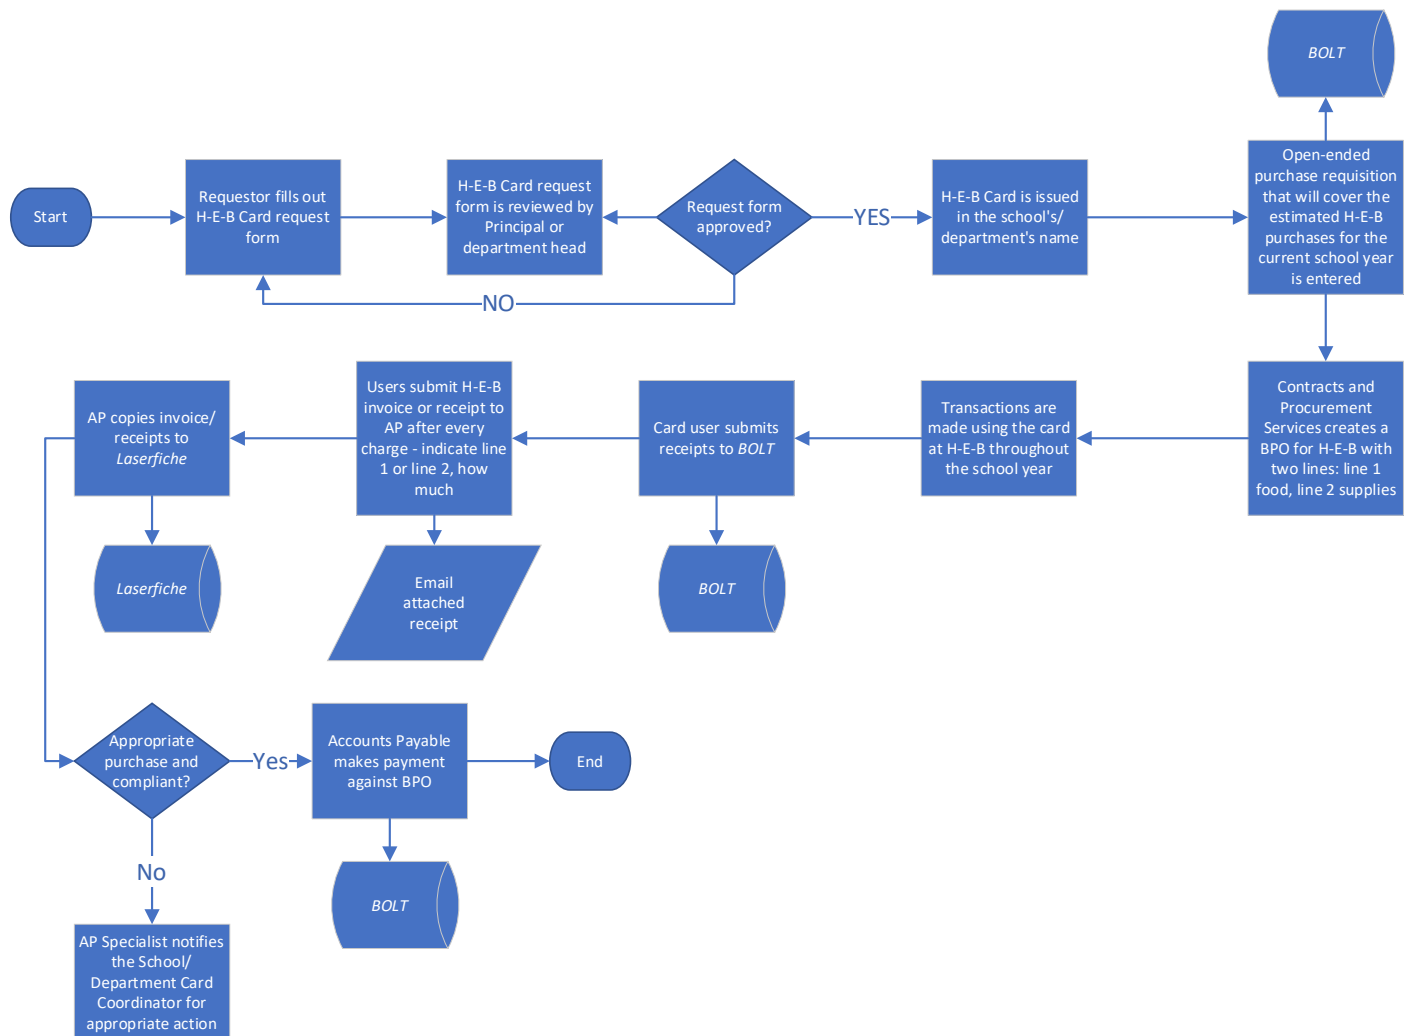 BOLT
Start
Requestor fills out
H-E-B Card request
form
H-E-B Card request
form is reviewed by
Principal or
department head
Request form
approved?
YES
H-E-B Card is issued
in the school's/
department's name
Open-ended
purchase requisition
that will cover the
estimated H-E-B
purchases for the
current school year
is entered
NO
AP copies invoice/
receipts to
Laserfiche
Users submit H-E-B
invoice or receipt to
AP after every
charge - indicate line
1 or line 2, how
much
Card user submits
receipts to BOLT
Transactions are
made using the card
at H-E-B throughout
the school year
Contracts and
Procurement
Services creates a
BPO for H-E-B with
two lines: line 1
food, line 2 supplies
Laserfiche
Email
attached
receipt
BOLT
Appropriate
purchase and
compliant?
Yes
Accounts Payable
makes payment
against BPO
End
No
BOLT
AP Specialist notifies
the School/
Department Card
Coordinator for
appropriate action